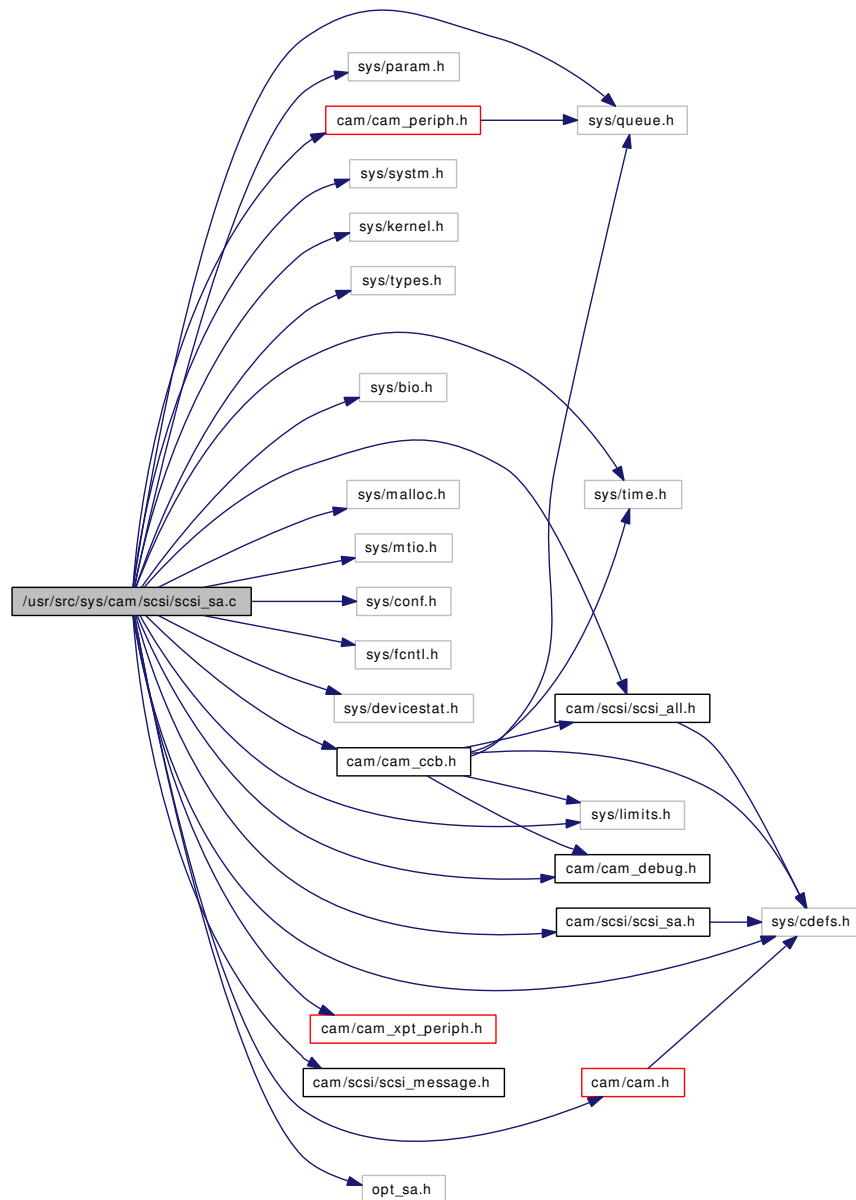 sys/param.h
cam/cam_periph.h
sys/queue.h
sys/systm.h
sys/kernel.h
sys/types.h
sys/bio.h
sys/malloc.h
sys/time.h
sys/mtio.h
/usr/src/sys/cam/scsi/scsi_sa.c
sys/conf.h
sys/fcntl.h
sys/devicestat.h
cam/scsi/scsi_all.h
cam/cam_ccb.h
sys/limits.h
cam/cam_debug.h
cam/scsi/scsi_sa.h
sys/cdefs.h
cam/cam_xpt_periph.h
cam/scsi/scsi_message.h
cam/cam.h
opt_sa.h